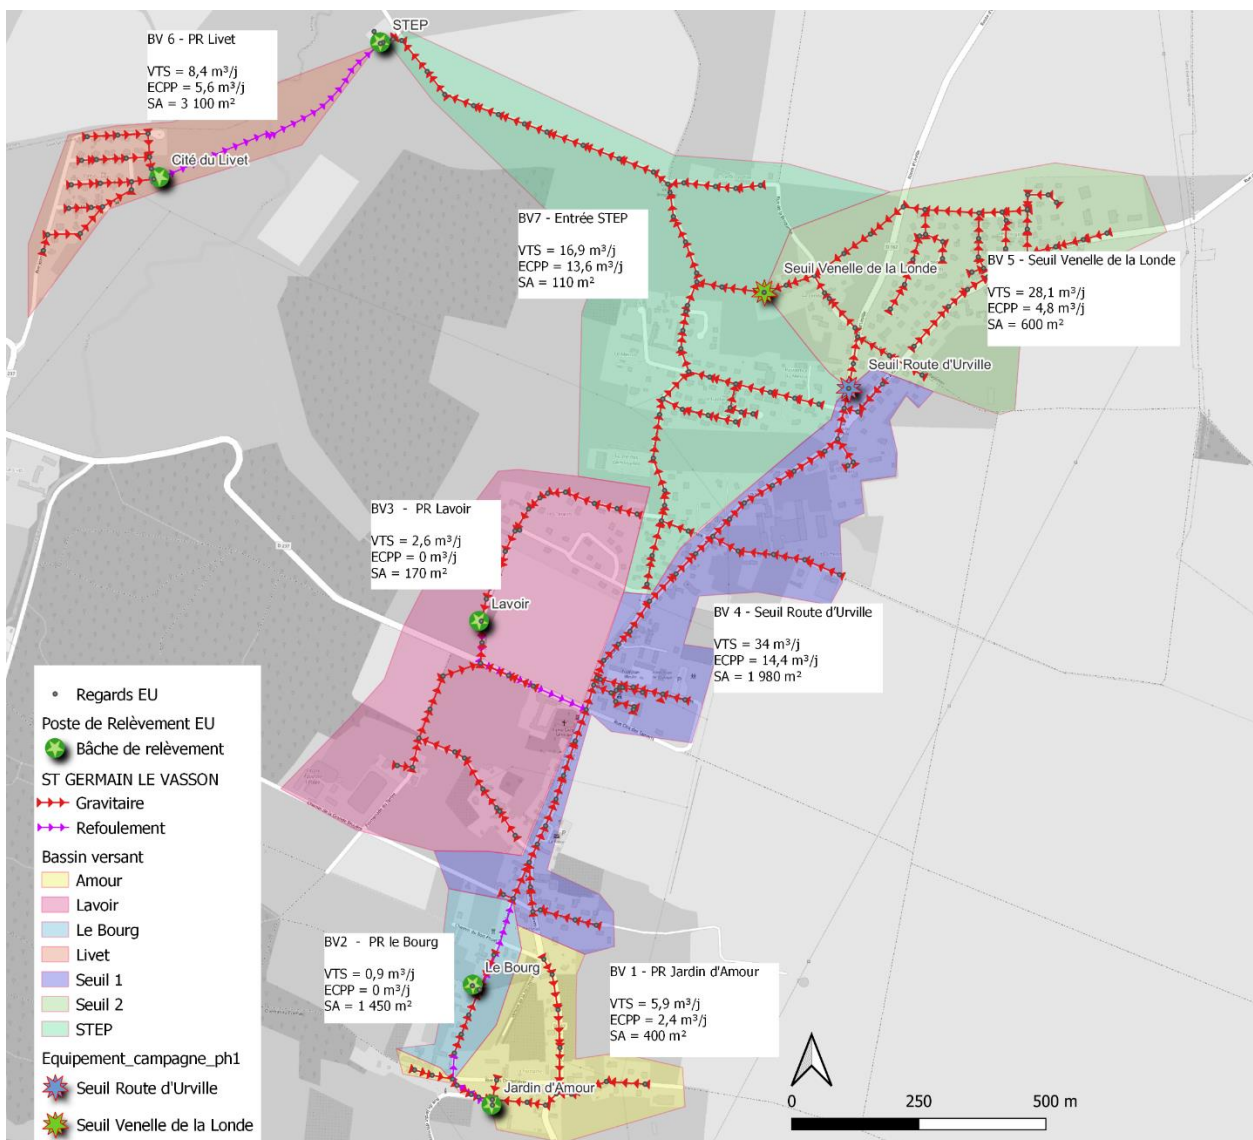 STEP
BV 6 - PR Livet
VTS = 8,4 m³/j
ECPP = 5,6 m³/j
SA = 3 100 m²
Cité du Livet
BV7 - Entrée STEP
VTS = 16,9 m³/j
ECPP = 13,6 m³/j
SA = 110 m²
Seuil Venelle de la Londe
BV 5 - Seuil Venelle de la Londe
VTS = 28,1 m³/j
ECPP = 4,8 m³/j
SA = 600 m²
Seuil Route d'Urville
BV3 - PR Lavoir
VTS = 2,6 m³/j
ECPP = 0 m³/j
SA = 170 m²
Lavoir
BV 4 - Seuil Route d’Urville
VTS = 34 m³/j
ECPP = 14,4 m³/j
SA = 1 980 m²
BV2 - PR le Bourg
VTS = 0,9 m³/j
ECPP = 0 m³/j
SA = 1 450 m²
Le Bourg
BV 1 - PR Jardin d'Amour
VTS = 5,9 m³/j
ECPP = 2,4 m³/j
SA = 400 m²
Jardin d'Amour
Regards EU
Poste de Relèvement EU
Bâche de relèvement
ST GERMAIN LE VASSON
Gravitaire
Refoulement
Bassin versant
Amour
Lavoir
Le Bourg
Livet
Seuil 1
Seuil 2
STEP
Equipement_campagne_ph1
Seuil Route d'Urville
Seuil Venelle de la Londe
0 250 500 m